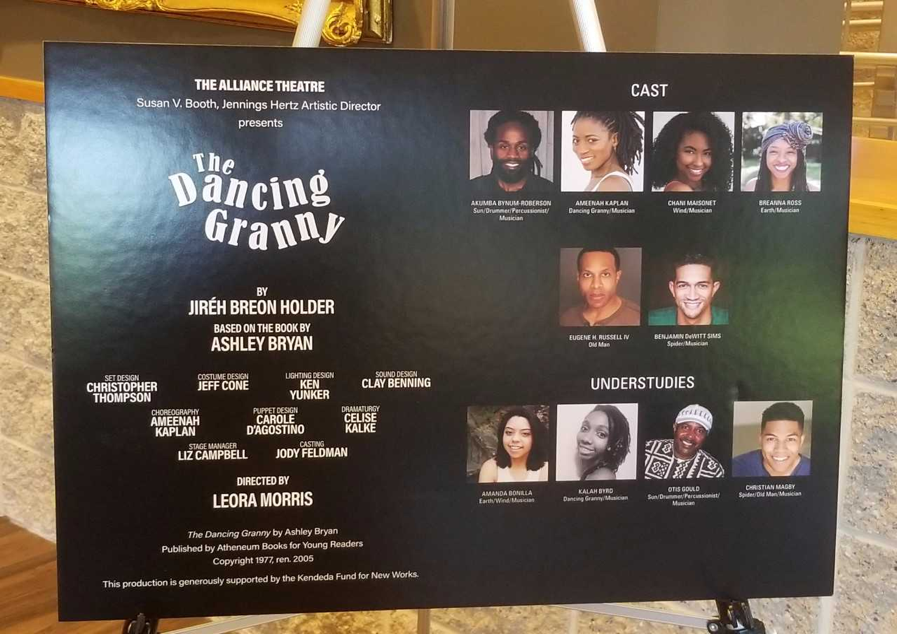 THE ALLIANCE THEATRE
Susan V. Booth, Jennings Hertz Artistic Director
presents
The
Dancing
Granny
BY
JIRÉH BREON HOLDER
BASED ON THE BOOK BY
ASHLEY BRYAN
SET DESIGN
CHRISTOPHER
THOMPSON
COSTUME DESIGN
JEFF CONE
LIGHTING DESIGN
KEN
YUNKER
SOUND DESIGN
CLAY BENNING
CHOREOGRAPHY
AMEENAH
KAPLAN
PUPPET DESIGN
CAROLE
D'AGOSTINO
DRAMATURGY
CELISE
KALKE
STAGE MANAGER
LIZ CAMPBELL
CASTING
JODY FELDMAN
DIRECTED BY
LEORA MORRIS
The Dancing Granny by Ashley Bryan
Published by Atheneum Books for Young Readers
Copyright 1977, ren. 2005
This production is generously supported by the Kendeda Fund for New Works.
CAST
AKUMBA BYNUM-ROBERSON
Sun/Drummer/Percussionist/
Musician
AMEENAH KAPLAN
Dancing Granny/Musician
CHANI MAISONET
Wind/Musician
BREANNA ROSS
Earth/Musician
EUGENE H. RUSSELL IV
Old Man
BENJAMIN DeWITT SIMS
Spider/Musician
UNDERSTUDIES
AMANDA BONILLA
Earth/Wind/Musician
KALAH BYRD
Dancing Granny/Musician
OTIS GOULD
Sun/Drummer/Percussionist/
Musician
CHRISTIAN MAGBY
Spider/Old Man/Musician